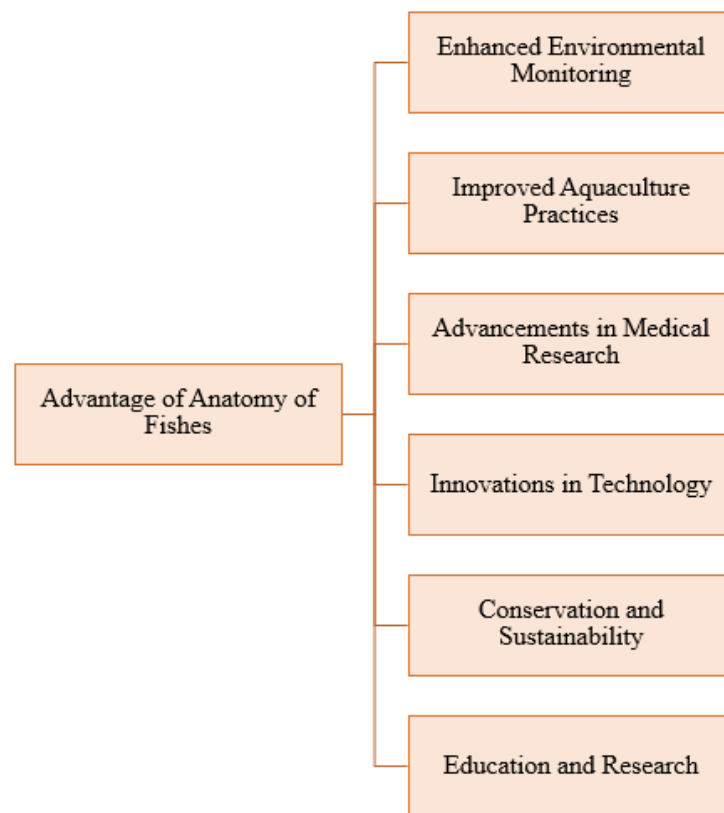 Enhanced Environmental
Monitoring
Improved Aquaculture
Practices
Advancements in Medical
Research
Advantage of Anatomy of
Fishes
Innovations in Technology
Conservation and
Sustainability
Education and Research